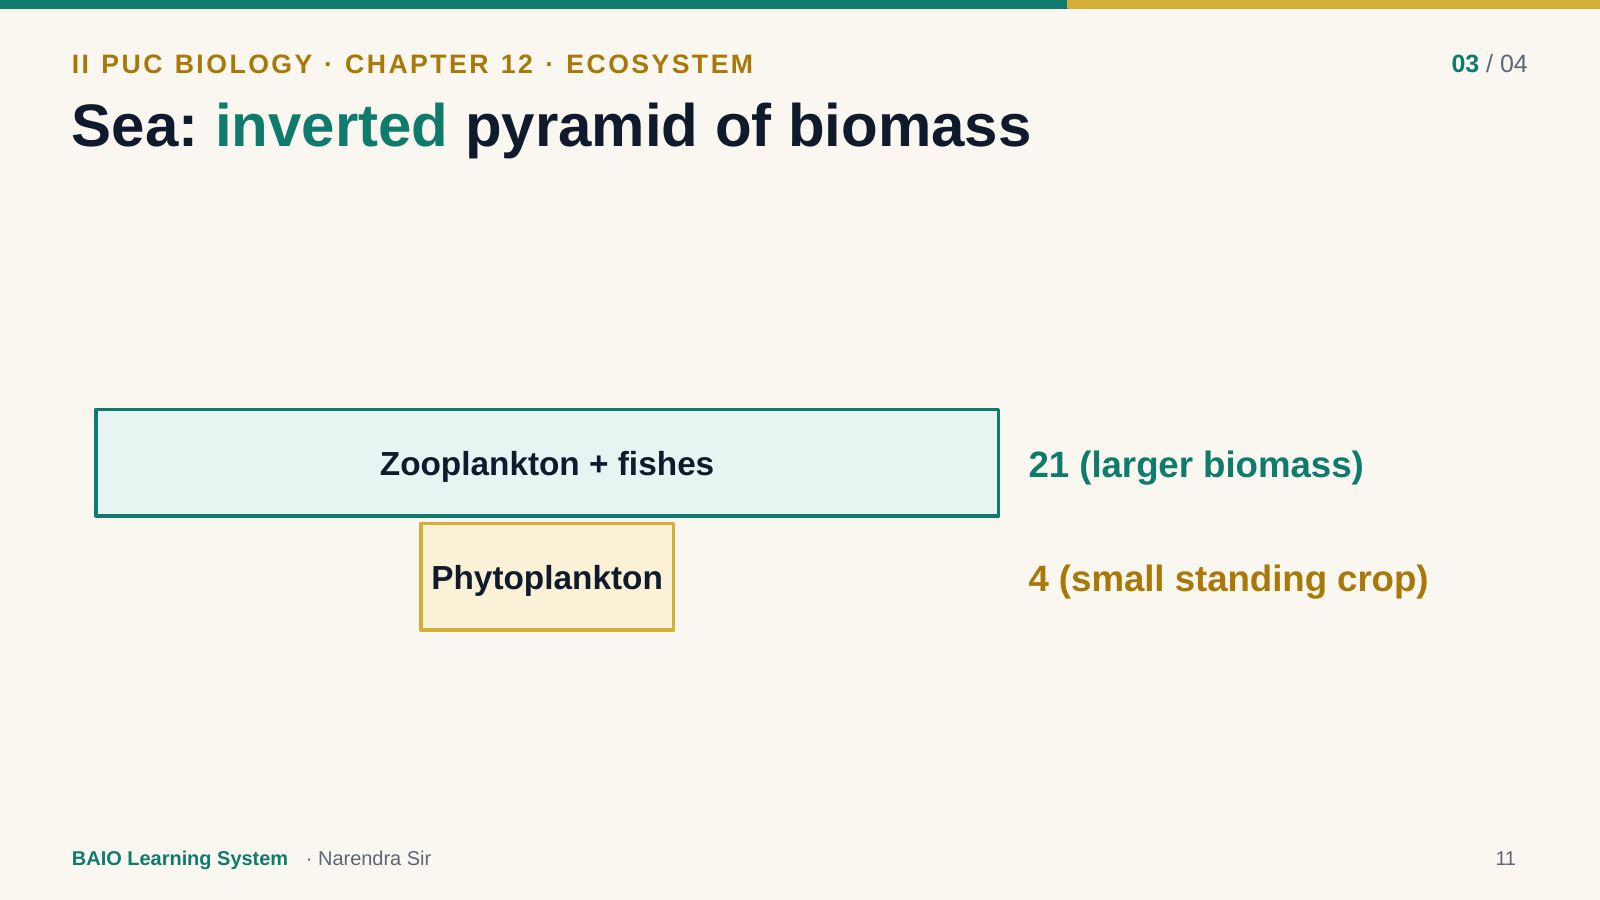 II PUC BIOLOGY · CHAPTER 12 · ECOSYSTEM
03 / 04
Sea: inverted pyramid of biomass
Zooplankton + fishes
21 (larger biomass)
Phytoplankton
4 (small standing crop)
BAIO Learning System · Narendra Sir
11